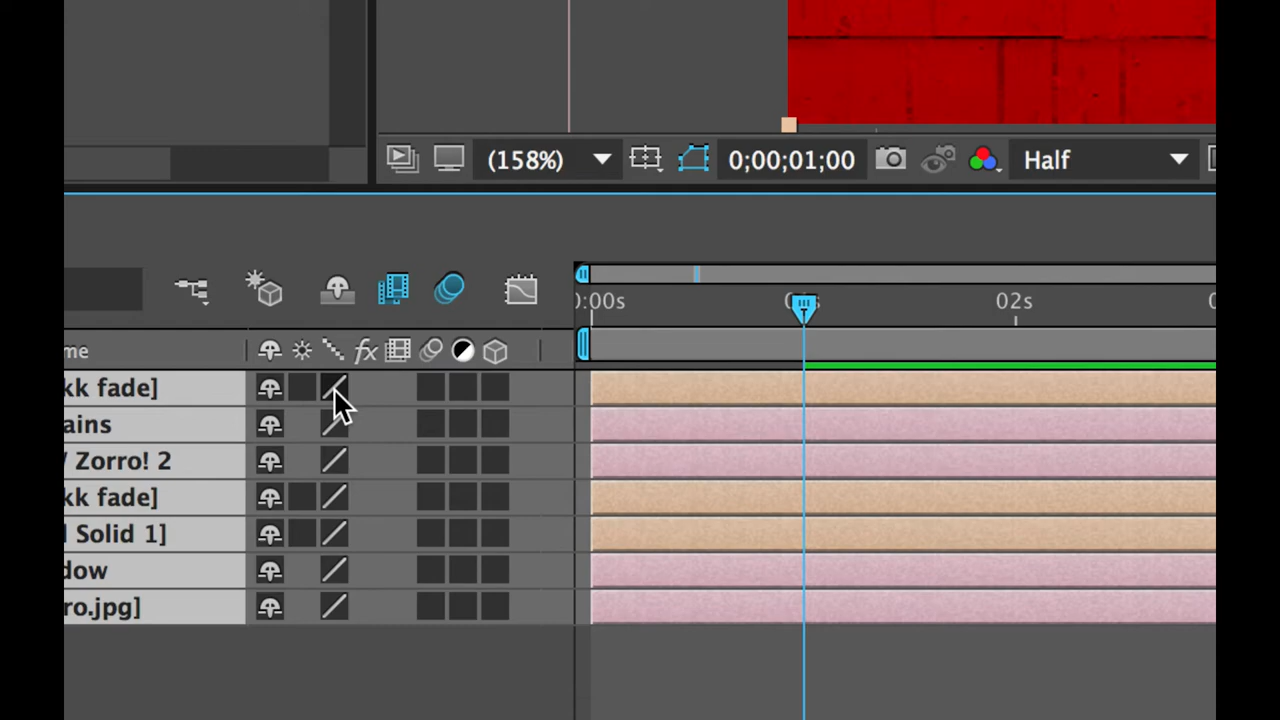 (158%) 0;00;01;00 Half
0:00s 02s
me fx
kk fade]
ains
/ Zorro! 2
kk fade]
l Solid 1]
dow
ro.jpg]